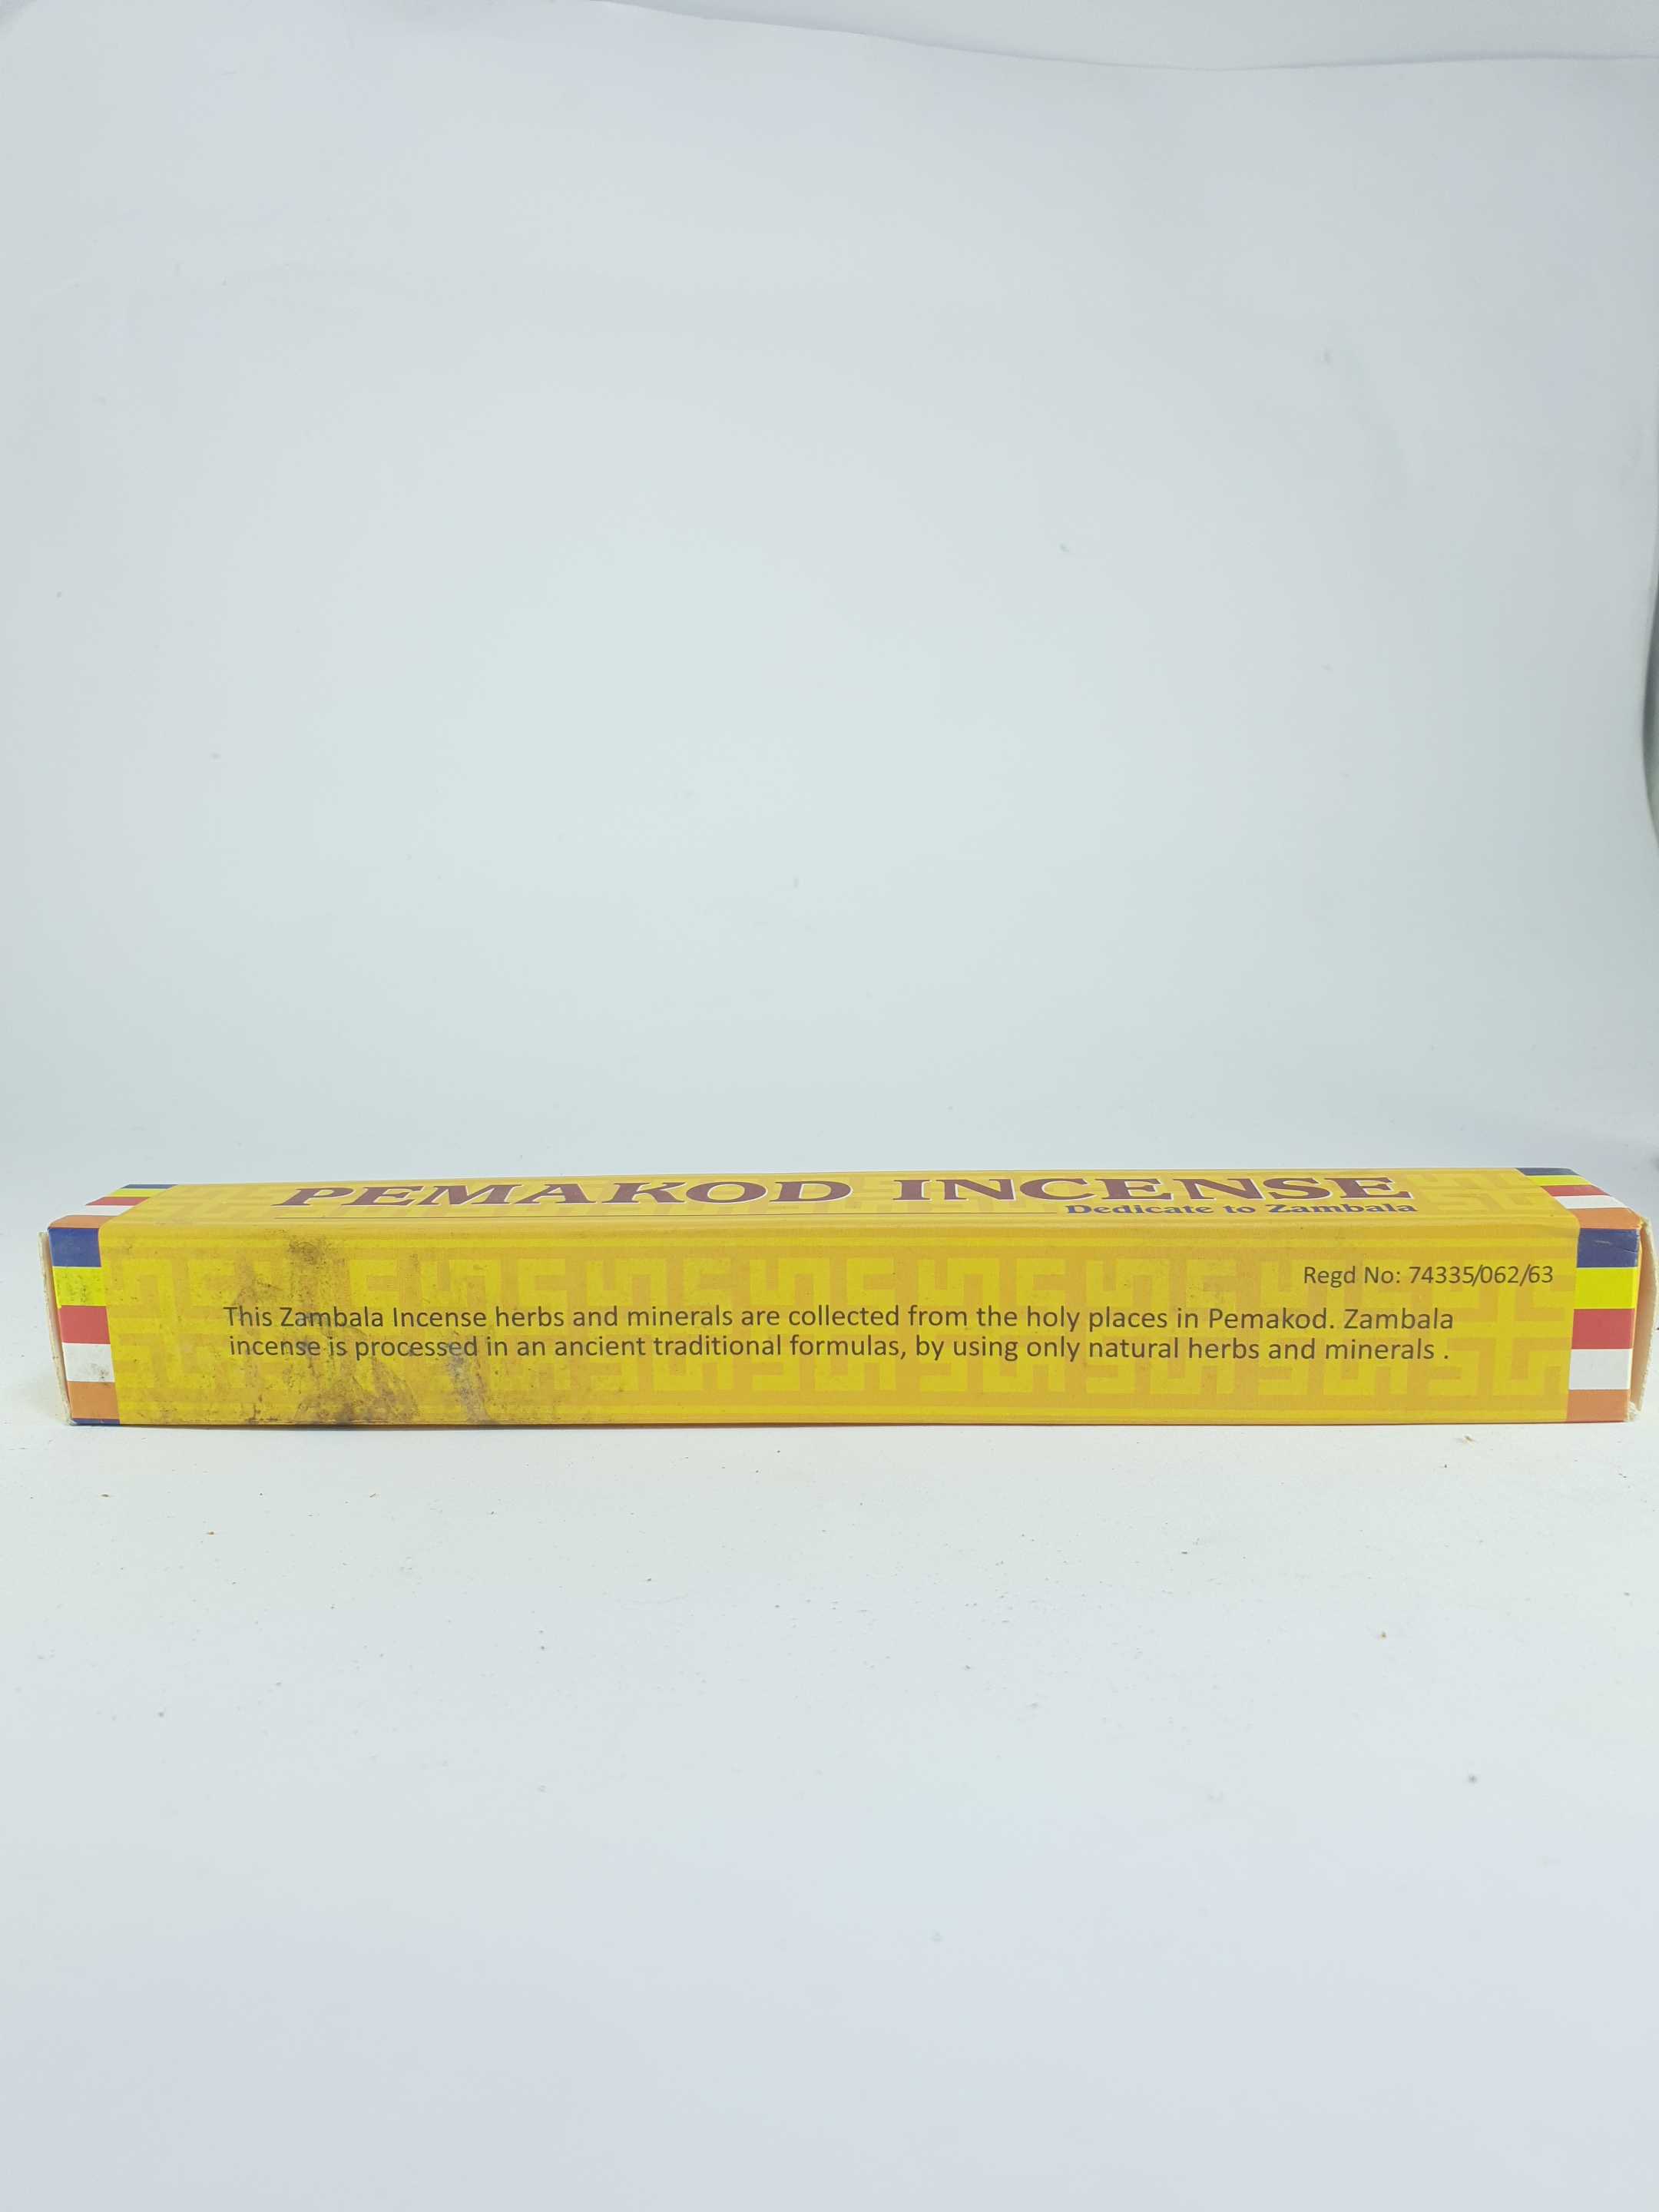 PEMAKOD INCENSE
Dedicate to Zambala
Regd No: 74335/062/63
This Zambala Incense herbs and minerals are collected from the holy places in Pemakod. Zambala
incense is processed in an ancient traditional formulas, by using only natural herbs and minerals .